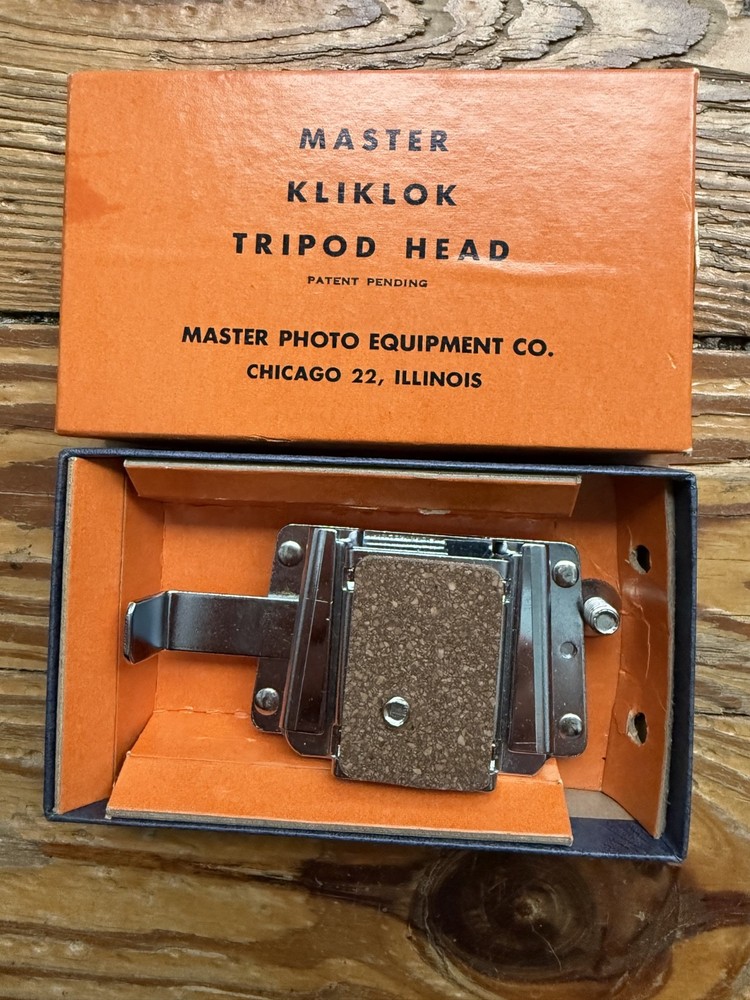 MASTER
KLIKLOK
TRIPOD HEAD
PATENT PENDING
MASTER PHOTO EQUIPMENT CO.
CHICAGO 22, ILLINOIS